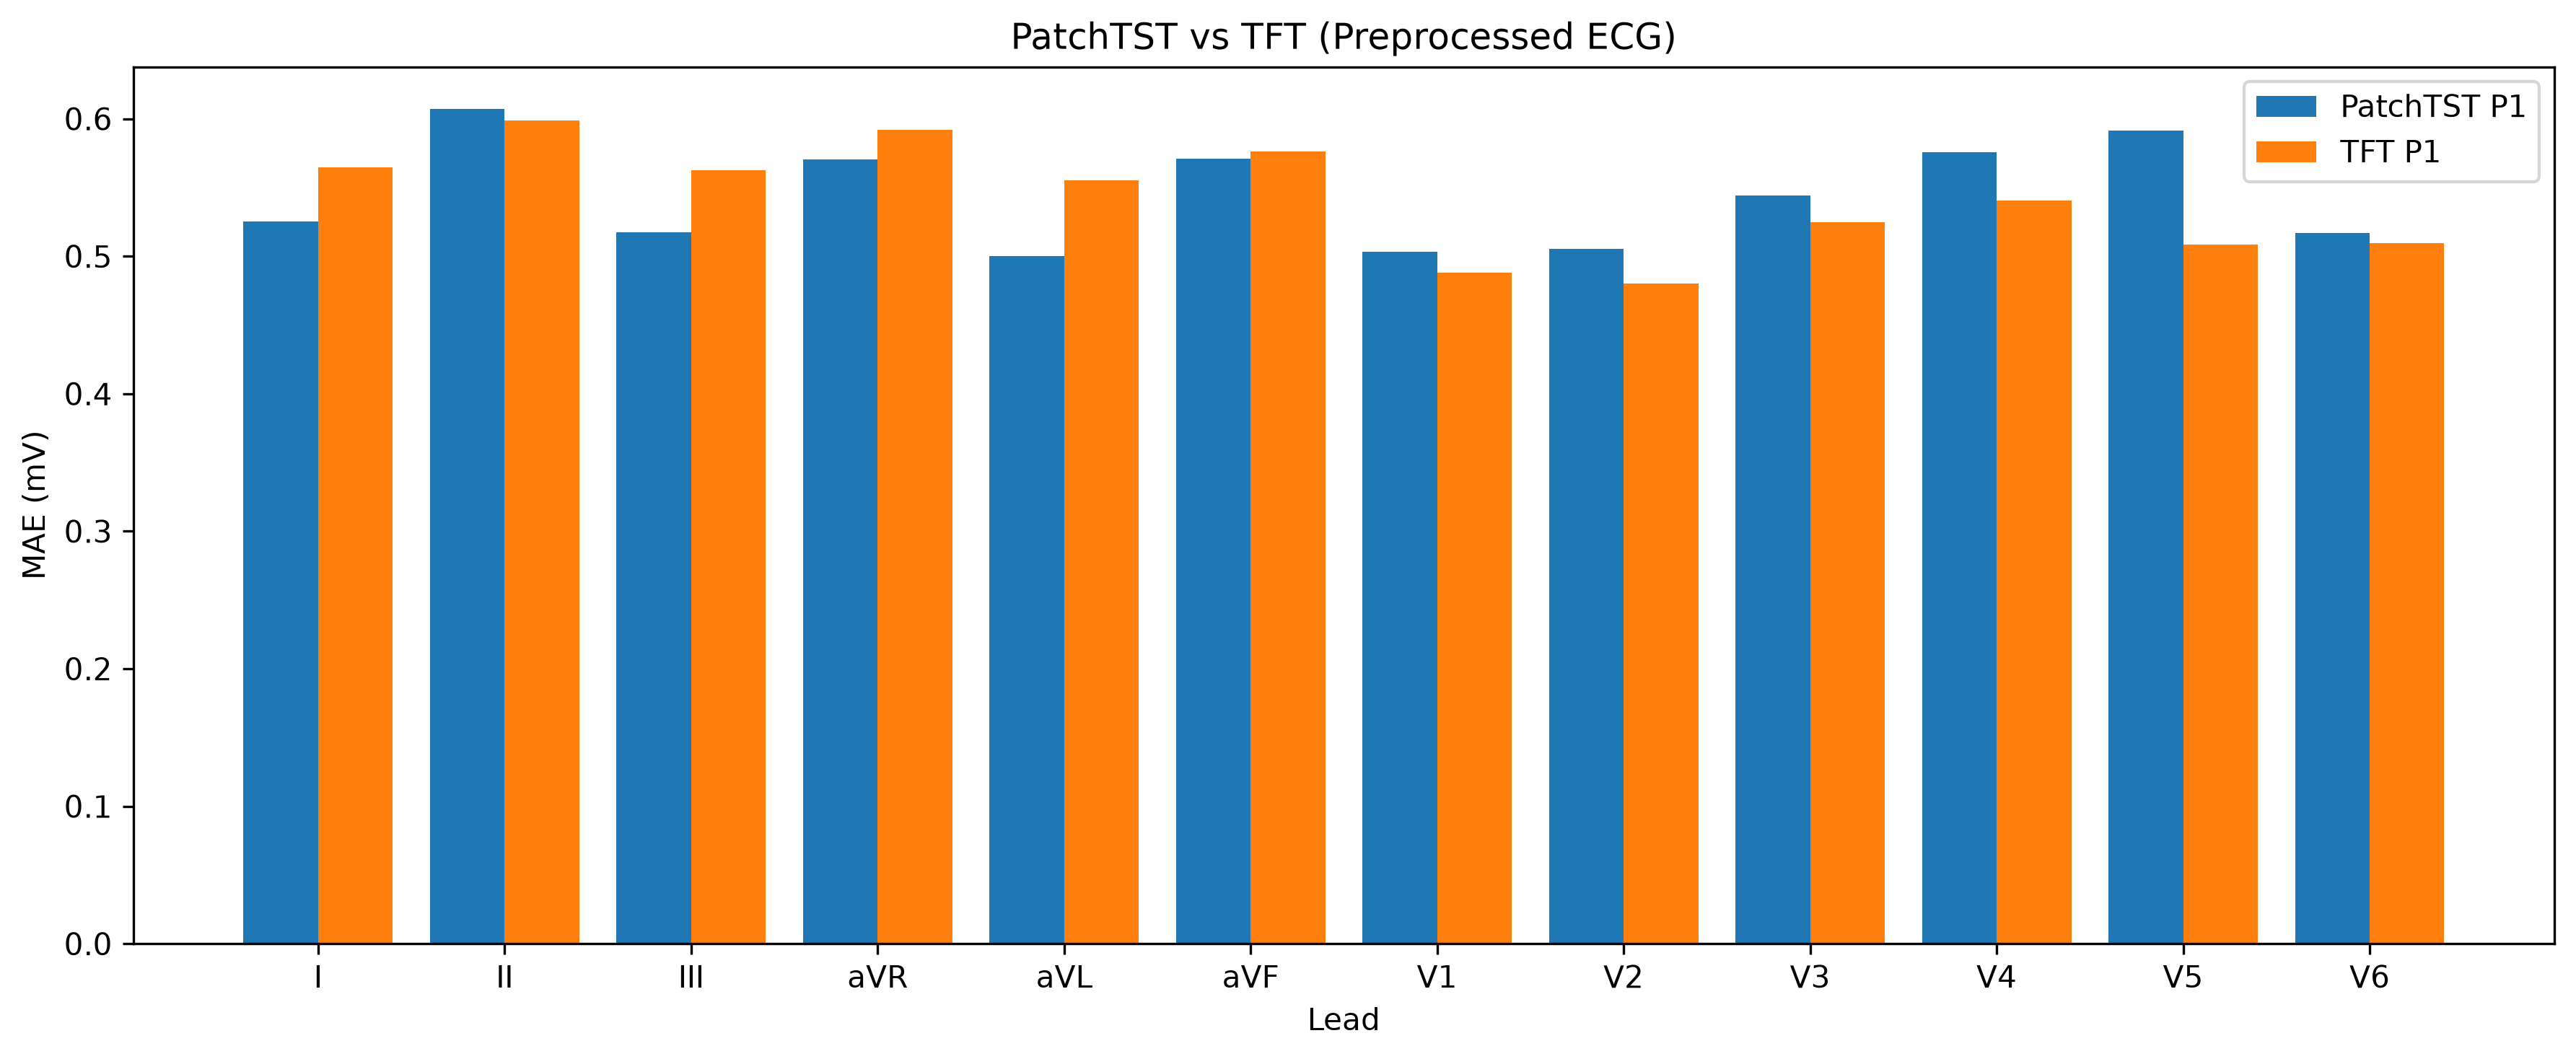 PatchTST vs TFT (Preprocessed ECG)
PatchTST P1
TFT P1
MAE (mV)
0.6
0.5
0.4
0.3
0.2
0.1
0.0
I II III aVR aVL aVF V1 V2 V3 V4 V5 V6
Lead